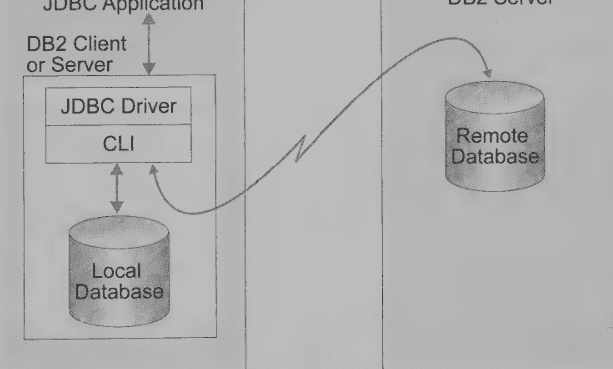 JDBC Application
DB2 Server
DB2 Client
or Server
JDBC Driver
CLI
Remote
Database
Local
Database